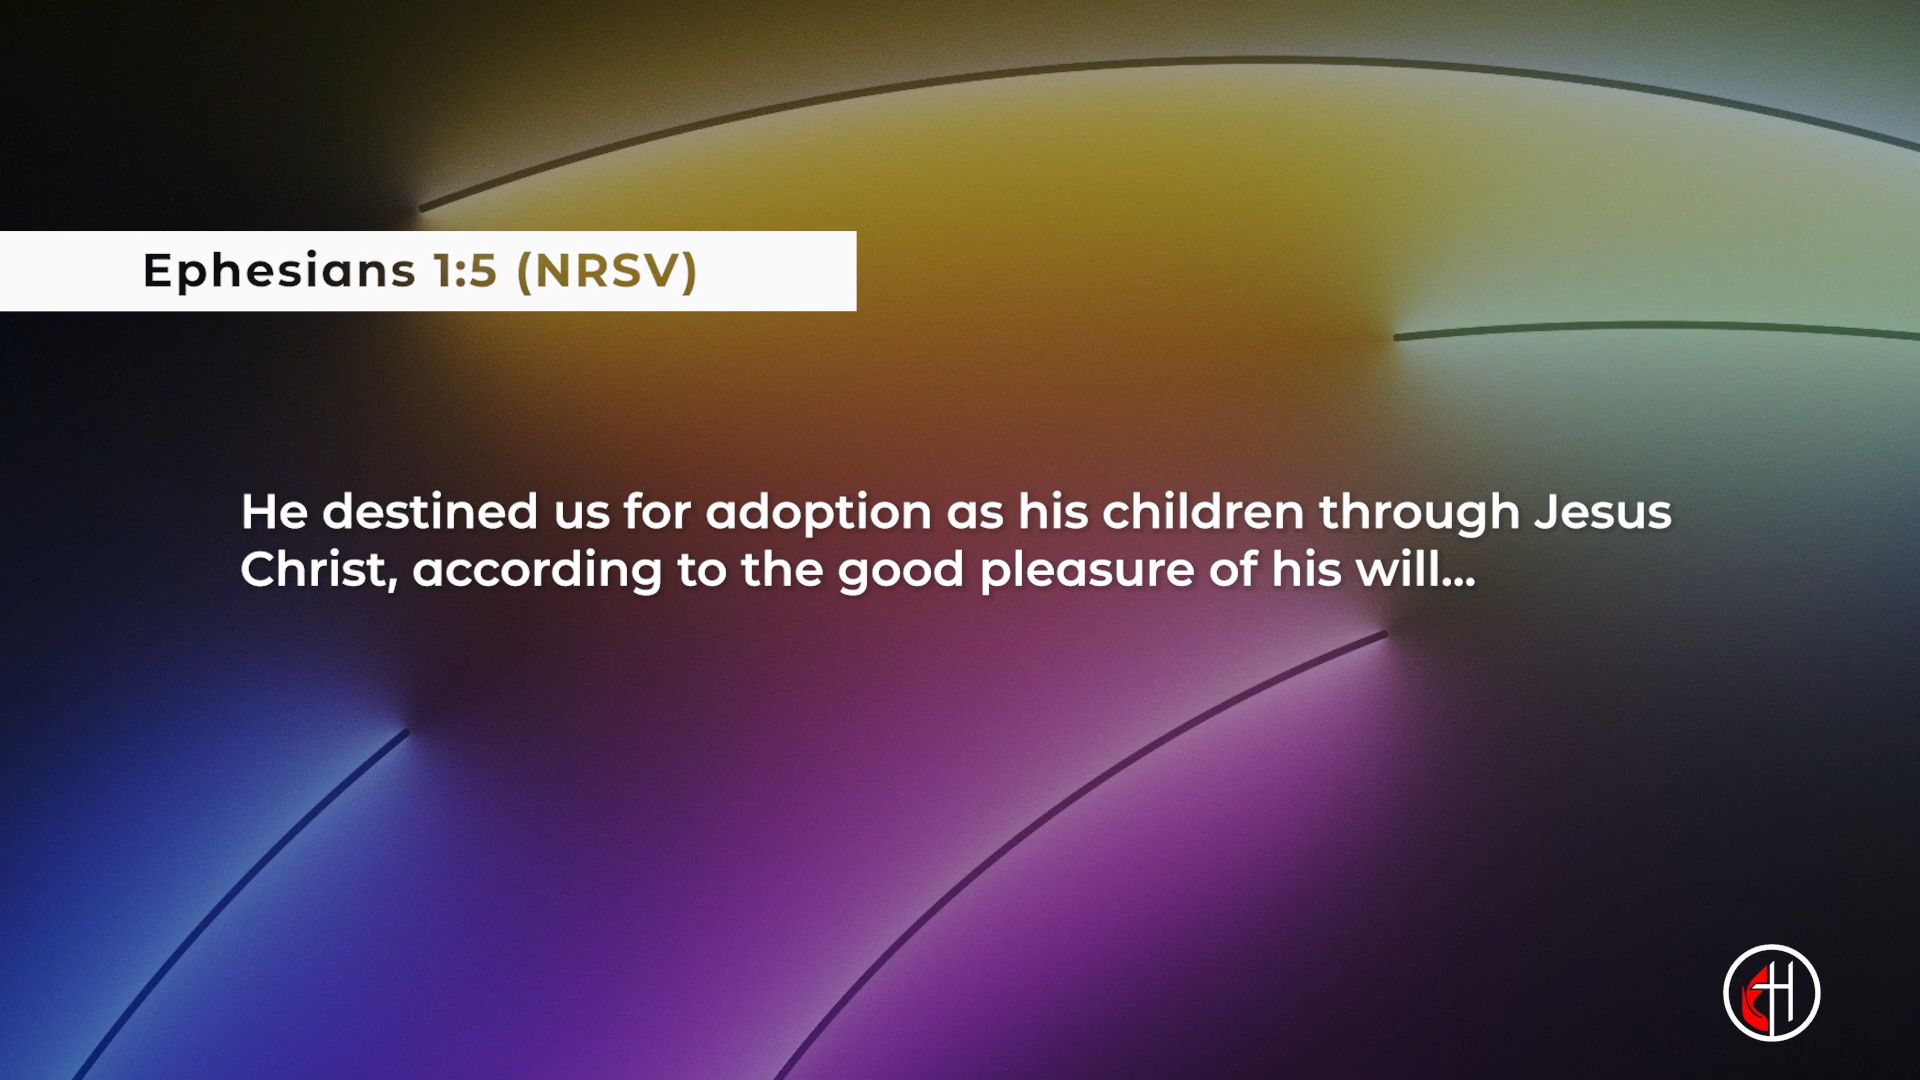 Ephesians 1:5 (NRSV)
He destined us for adoption as his children through Jesus
Christ, according to the good pleasure of his will...